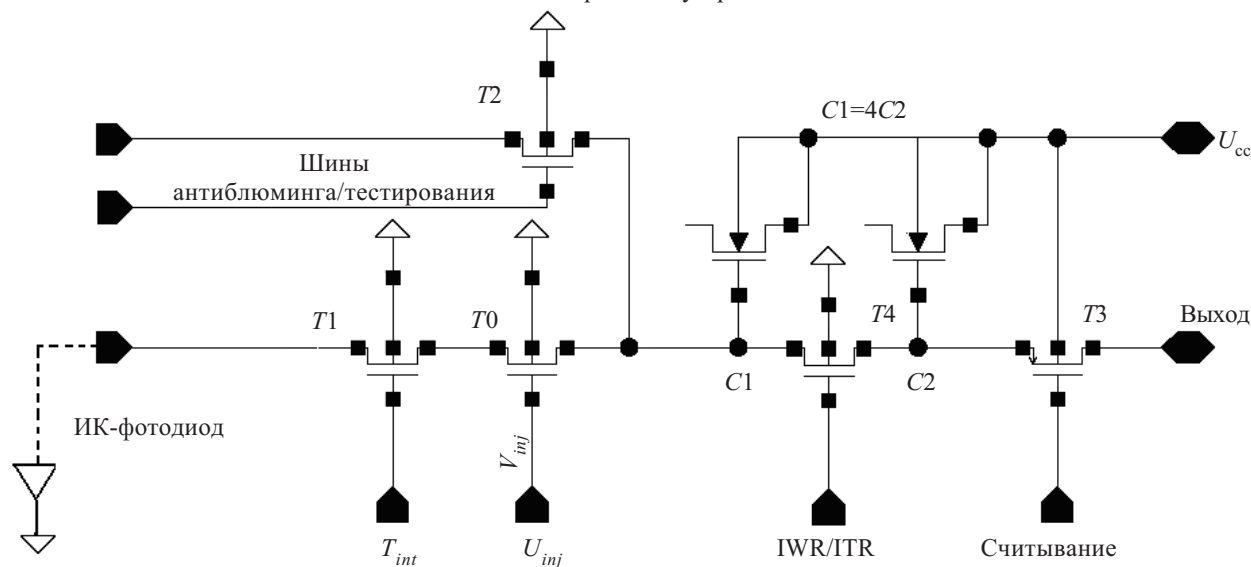 T2
C1=4C2
U_cc
Шины
антиблюминга/тестирования
T1
T0
T4
T3
Выход
C1
C2
ИК-фотодиод
V_inj
T_int
U_inj
IWR/ITR
Считывание